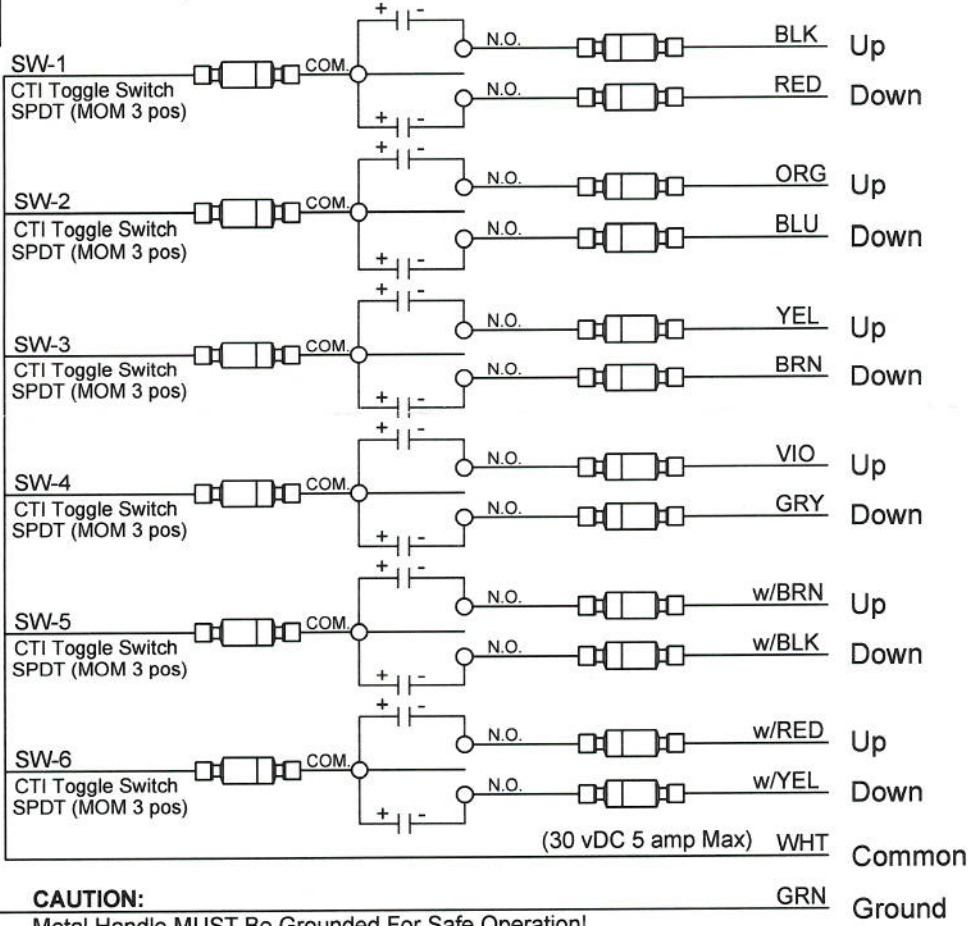 + -
N.O. BLK Up
SW-1 COM.
CTI Toggle Switch
SPDT (MOM 3 pos)
N.O. RED Down
+ -
+ -
N.O. ORG Up
SW-2 COM.
CTI Toggle Switch
SPDT (MOM 3 pos)
N.O. BLU Down
+ -
+ -
N.O. YEL Up
SW-3 COM.
CTI Toggle Switch
SPDT (MOM 3 pos)
N.O. BRN Down
+ -
+ -
N.O. VIO Up
SW-4 COM.
CTI Toggle Switch
SPDT (MOM 3 pos)
N.O. GRY Down
+ -
+ -
N.O. w/BRN Up
SW-5 COM.
CTI Toggle Switch
SPDT (MOM 3 pos)
N.O. w/BLK Down
+ -
+ -
N.O. w/RED Up
SW-6 COM.
CTI Toggle Switch
SPDT (MOM 3 pos)
N.O. w/YEL Down
+ -
(30 vDC 5 amp Max) WHT Common
CAUTION: GRN Ground
Metal Handle MUST Be Grounded For Safe Operation!